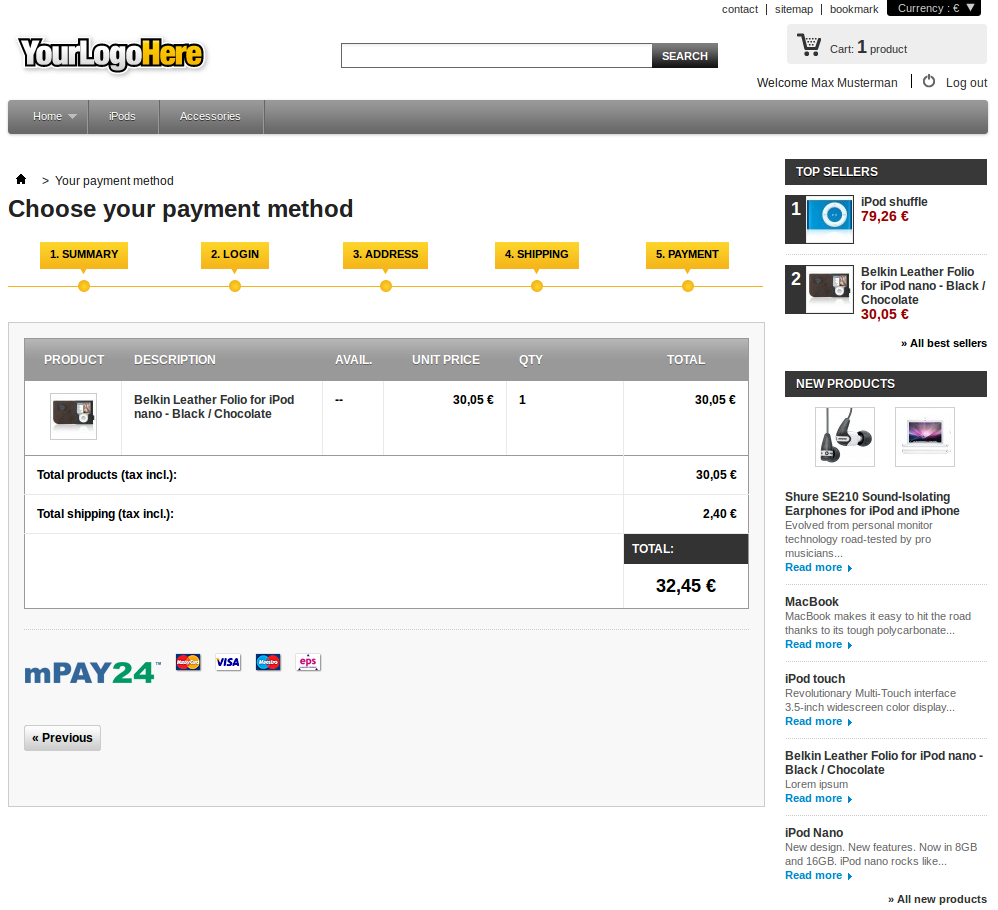 contact | sitemap | bookmark Currency : €
YourLogoHere
SEARCH
Cart: 1 product
Welcome Max Musterman | Log out
Home iPods Accessories
> Your payment method
Choose your payment method
1. SUMMARY 2. LOGIN 3. ADDRESS 4. SHIPPING 5. PAYMENT
PRODUCT DESCRIPTION AVAIL. UNIT PRICE QTY TOTAL
Belkin Leather Folio for iPod -- 30,05 € 1 30,05 €
nano - Black / Chocolate
Total products (tax incl.): 30,05 €
Total shipping (tax incl.): 2,40 €
TOTAL:
32,45 €
mPAY24™ MasterCard VISA Maestro eps
« Previous
TOP SELLERS
1 iPod shuffle
79,26 €
2 Belkin Leather Folio
for iPod nano - Black /
Chocolate
30,05 €
» All best sellers
NEW PRODUCTS
Shure SE210 Sound-Isolating
Earphones for iPod and iPhone
Evolved from personal monitor
technology road-tested by pro
musicians...
Read more
MacBook
MacBook makes it easy to hit the road
thanks to its tough polycarbonate...
Read more
iPod touch
Revolutionary Multi-Touch interface
3.5-inch widescreen color display...
Read more
Belkin Leather Folio for iPod nano -
Black / Chocolate
Lorem ipsum
Read more
iPod Nano
New design. New features. Now in 8GB
and 16GB. iPod nano rocks like...
Read more
» All new products